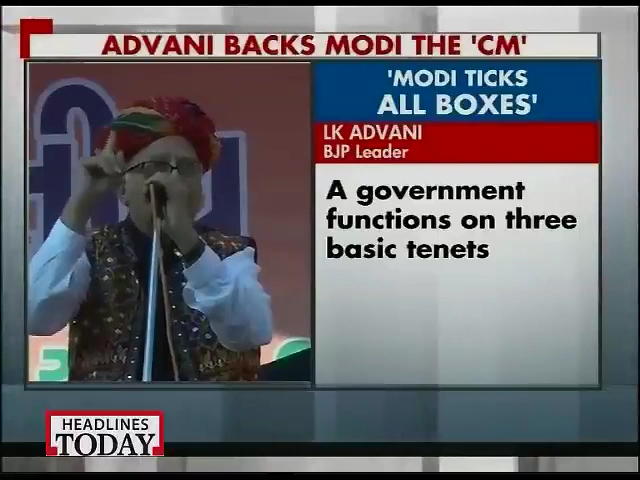 ADVANI BACKS MODI THE 'CM'
'MODI TICKS
ALL BOXES'
LK ADVANI
BJP Leader
A government
functions on three
basic tenets
HEADLINES
TODAY